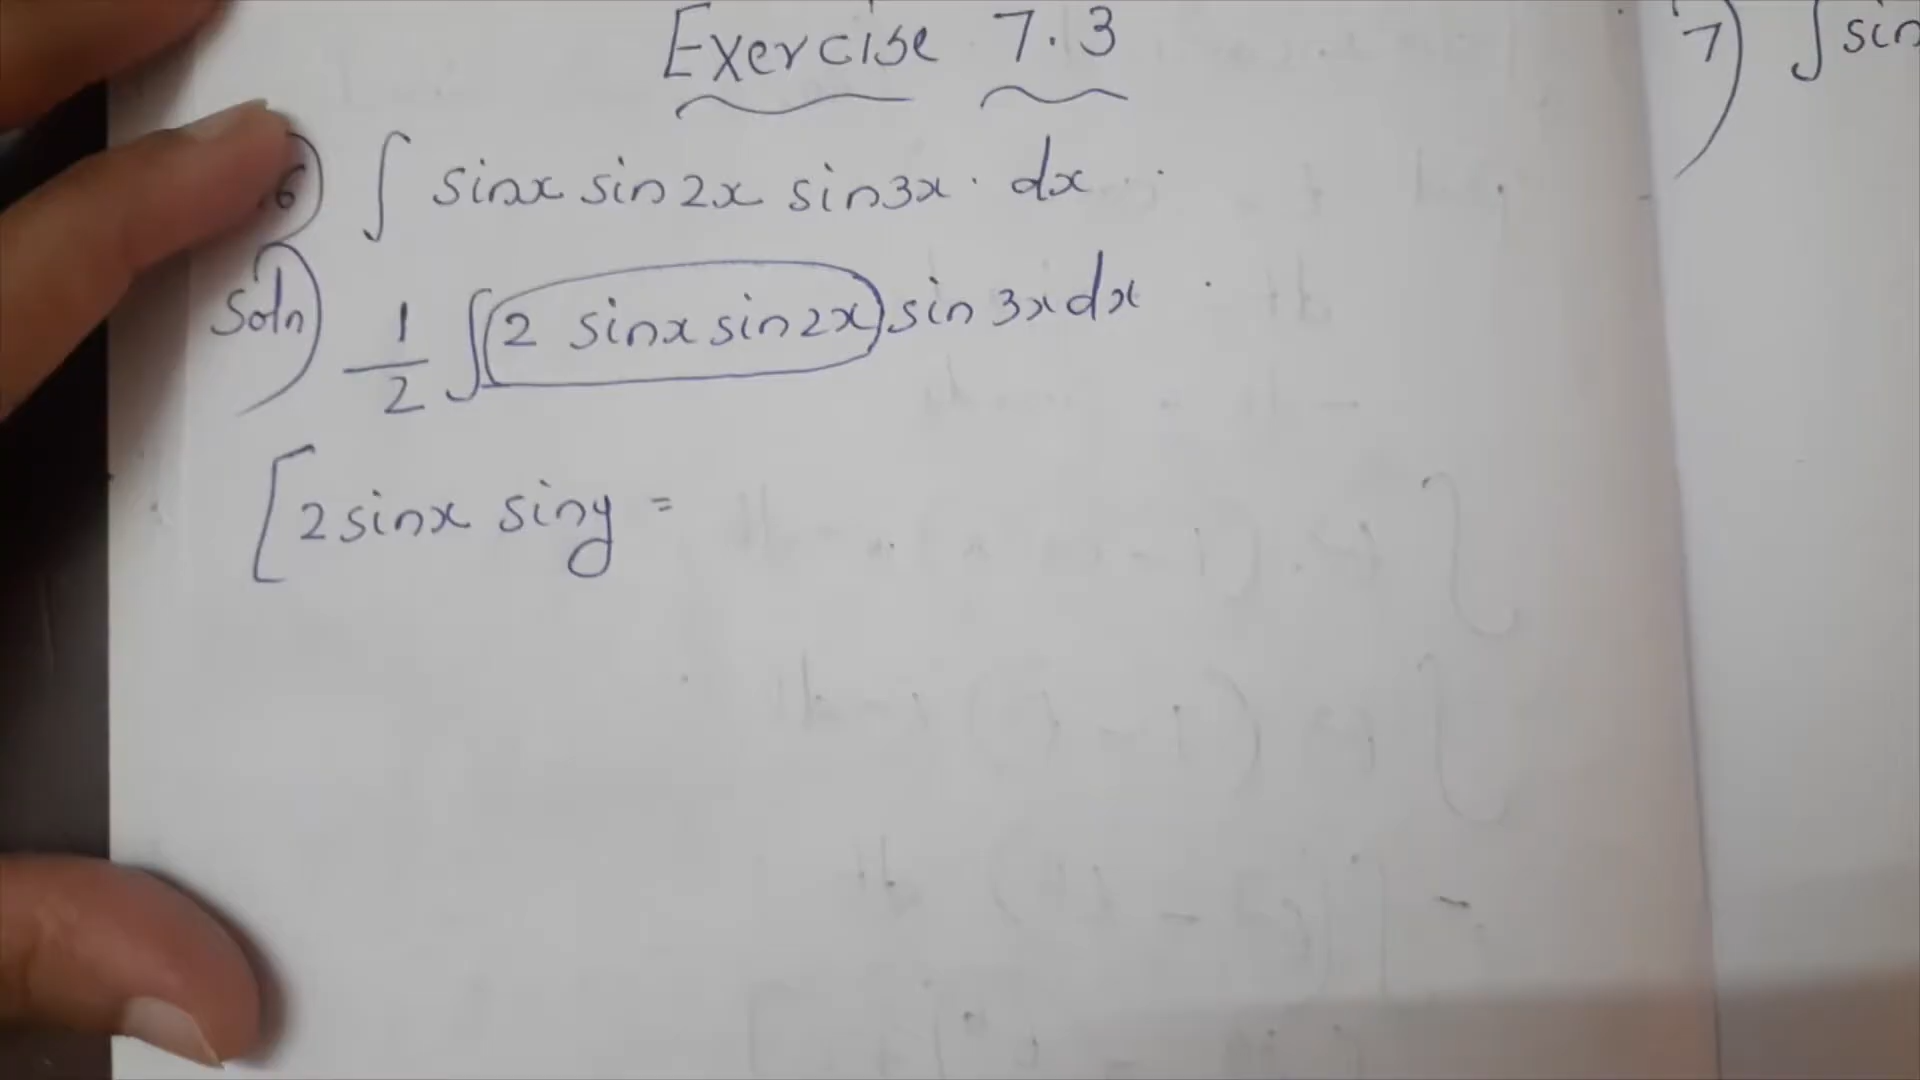 Exercise 7.3
6) ∫ sinx sin2x sin3x . dx .
Soln) 1/2 ∫(2 sinx sin2x) sin3x dx .
[2sinx siny =
7) ∫ sin